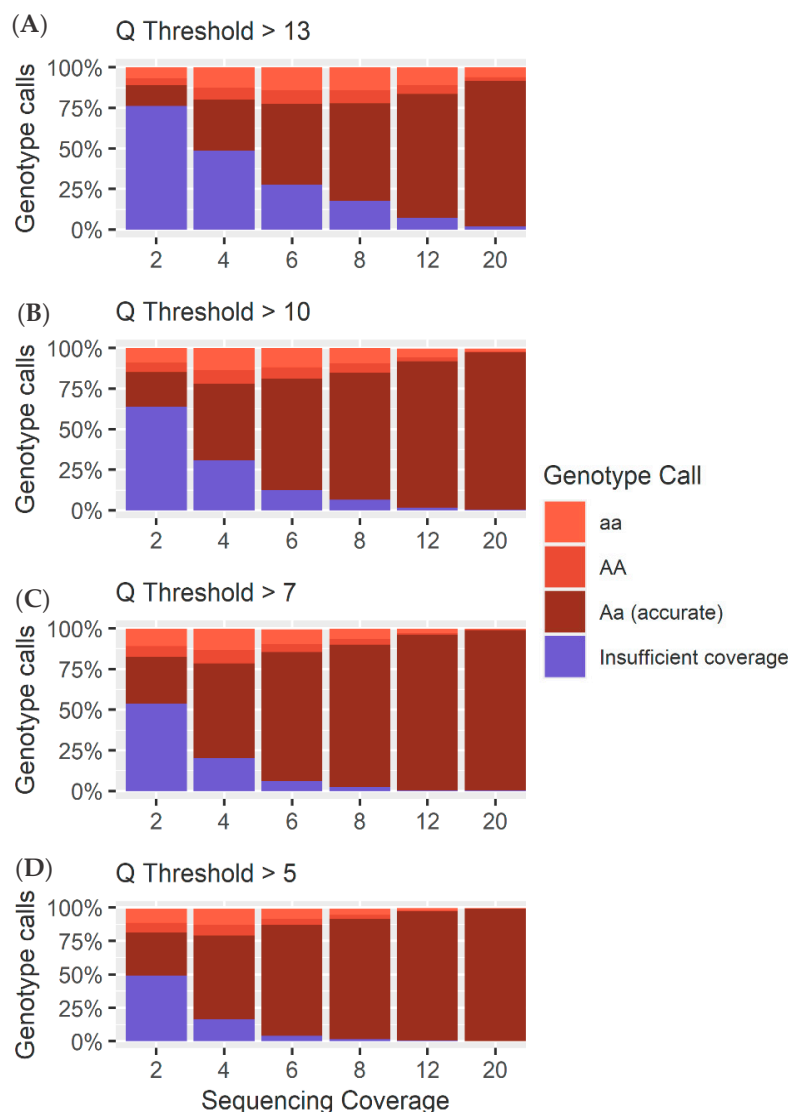 (A)
Q Threshold > 13
Genotype calls
100%
75%
50%
25%
0%
2 4 6 8 12 20
(B)
Q Threshold > 10
Genotype calls
100%
75%
50%
25%
0%
2 4 6 8 12 20
(C)
Q Threshold > 7
Genotype calls
100%
75%
50%
25%
0%
2 4 6 8 12 20
(D)
Q Threshold > 5
Genotype calls
100%
75%
50%
25%
0%
2 4 6 8 12 20
Sequencing Coverage
Genotype Call
aa
AA
Aa (accurate)
Insufficient coverage